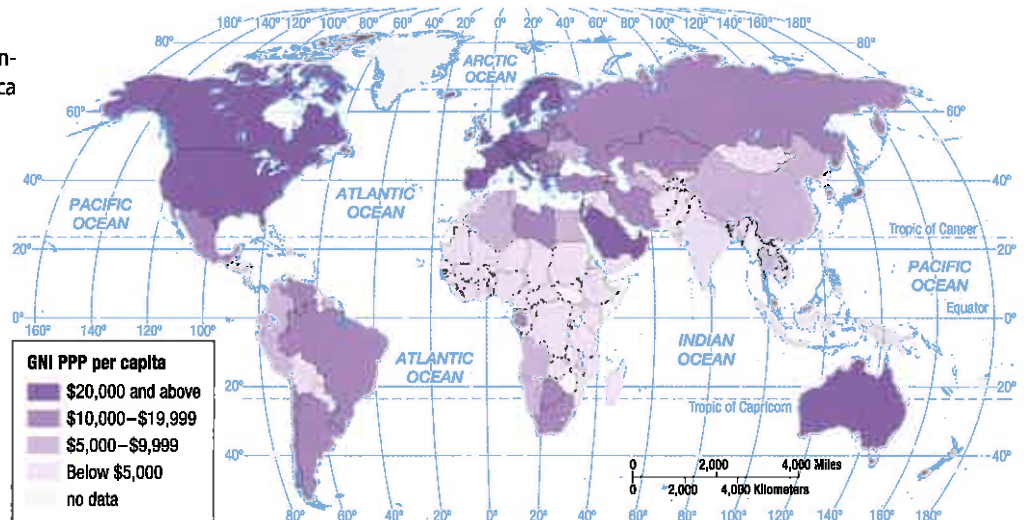 n-
ca
160° 140° 120° 100° 80° 60° 40° 20° 0° 20° 40° 60° 80° 100° 120° 140° 160° 180°
80° 80°
ARCTIC
OCEAN
60° 60°
40° 40°
PACIFIC
OCEAN
ATLANTIC
OCEAN
Tropic of Cancer
20° 20°
PACIFIC
OCEAN
Equator
0° 0°
160° 140° 120° 100° 160° 180°
INDIAN
OCEAN
ATLANTIC
OCEAN
GNI PPP per capita
$20,000 and above
$10,000–$19,999
$5,000–$9,999
Below $5,000
no data
20° 20°
Tropic of Capricorn
40° 40°
0 2,000 4,000 Miles
0 2,000 4,000 Kilometers
80° 60° 40° 20° 0° 20° 40° 60° 80° 100° 120° 140° 160° 180°